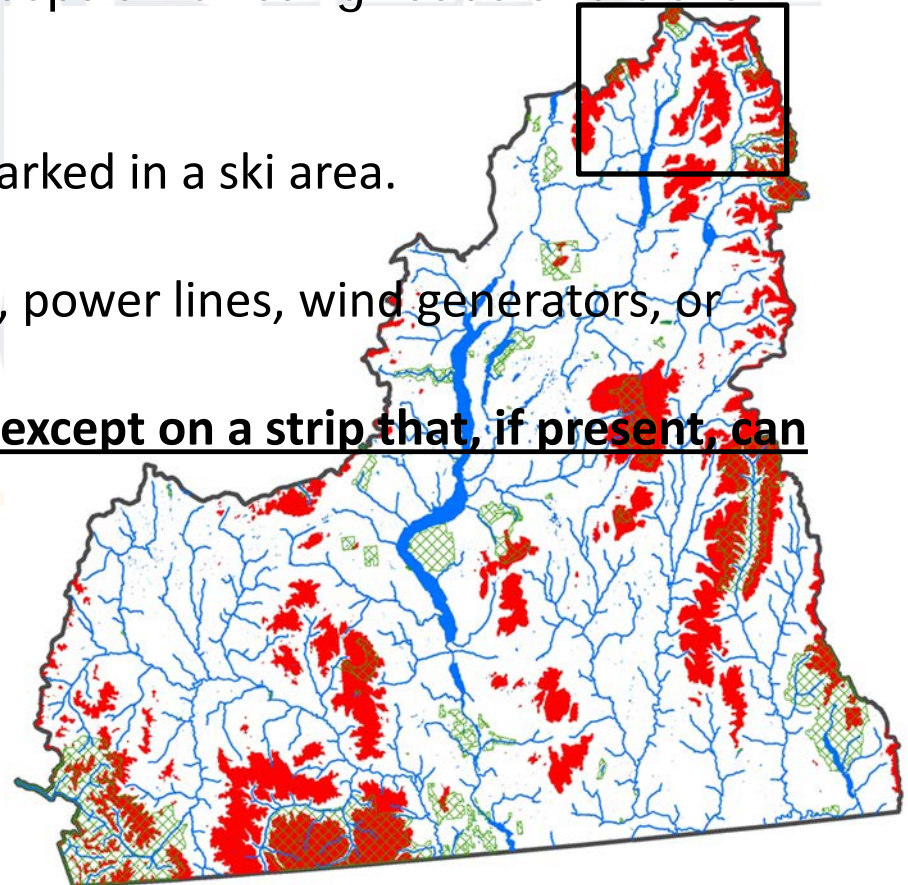 arked in a ski area.
, power lines, wind generators, or
except on a strip that, if present, can